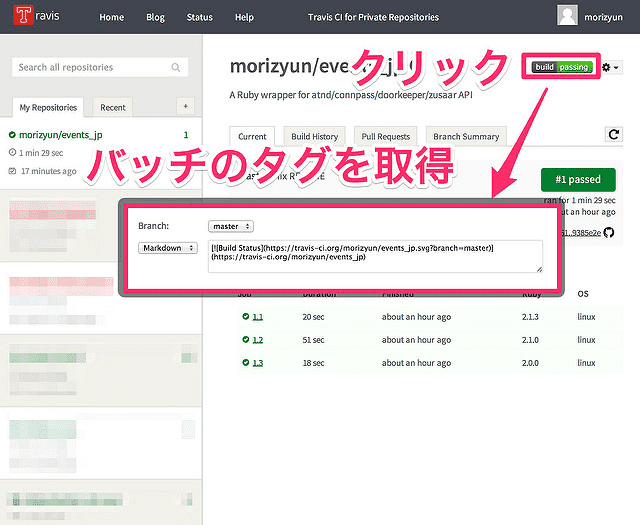 Travis
Home Blog Status Help Travis CI for Private Repositories morizyun
Search all repositories
My Repositories Recent +
morizyun/events_jp 1
1 min 29 sec
17 minutes ago
morizyun/events_jp
クリック
build passing
A Ruby wrapper for atnd/connpass/doorkeeper/zusaar API
Current Build History Pull Requests Branch Summary
バッチのタグを取得
#1 passed
ran for 1 min 29 sec
about an hour ago
9385e2e
Branch: master
Markdown
[![Build Status](https://travis-ci.org/morizyun/events_jp.svg?branch=master)]
(https://travis-ci.org/morizyun/events_jp)
Job Duration Finished Ruby OS
1.1 20 sec about an hour ago 2.1.3 linux
1.2 51 sec about an hour ago 2.1.0 linux
1.3 18 sec about an hour ago 2.0.0 linux